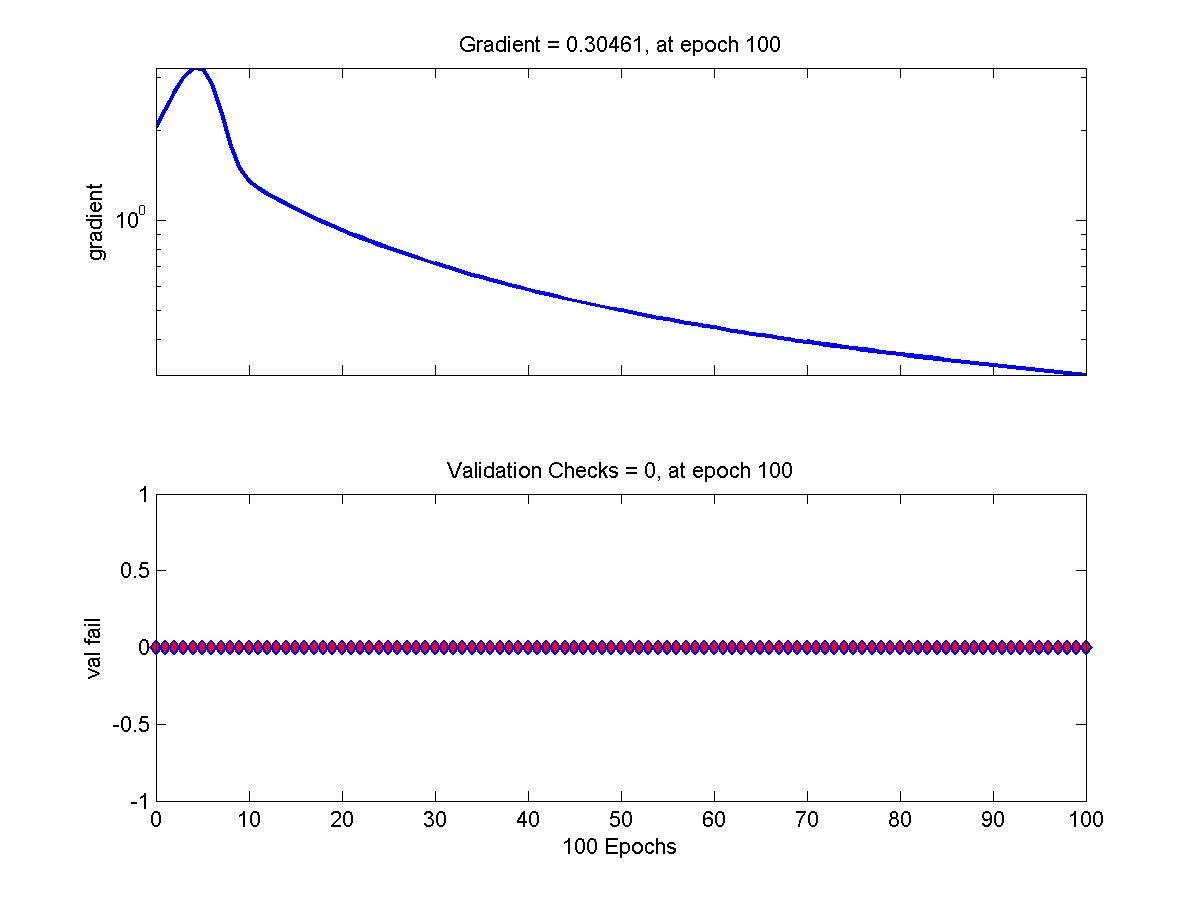 Gradient = 0.30461, at epoch 100
10^0
gradient
Validation Checks = 0, at epoch 100
1
0.5
0
-0.5
-1
val fail
0 10 20 30 40 50 60 70 80 90 100
100 Epochs